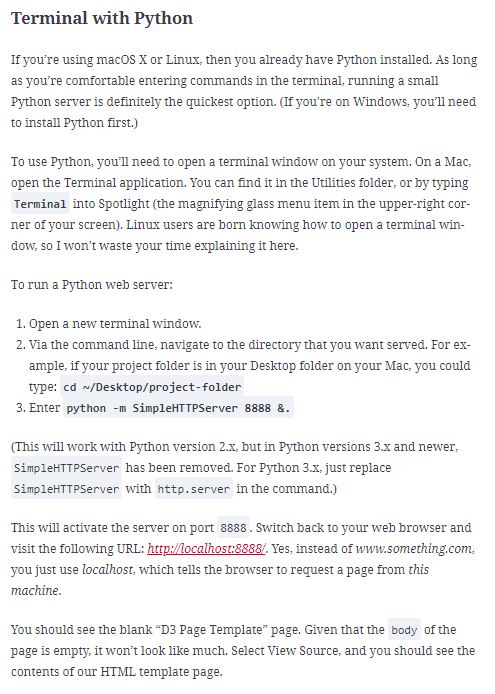 Terminal with Python
If you’re using macOS X or Linux, then you already have Python installed. As long
as you’re comfortable entering commands in the terminal, running a small
Python server is definitely the quickest option. (If you’re on Windows, you’ll need
to install Python first.)
To use Python, you’ll need to open a terminal window on your system. On a Mac,
open the Terminal application. You can find it in the Utilities folder, or by typing
Terminal into Spotlight (the magnifying glass menu item in the upper-right cor-
ner of your screen). Linux users are born knowing how to open a terminal win-
dow, so I won’t waste your time explaining it here.
To run a Python web server:
1. Open a new terminal window.
2. Via the command line, navigate to the directory that you want served. For ex-
ample, if your project folder is in your Desktop folder on your Mac, you could
type: cd ~/Desktop/project-folder
3. Enter python -m SimpleHTTPServer 8888 &.
(This will work with Python version 2.x, but in Python versions 3.x and newer,
SimpleHTTPServer has been removed. For Python 3.x, just replace
SimpleHTTPServer with http.server in the command.)
This will activate the server on port 8888. Switch back to your web browser and
visit the following URL: http://localhost:8888/. Yes, instead of www.something.com,
you just use localhost, which tells the browser to request a page from this
machine.
You should see the blank “D3 Page Template” page. Given that the body of the
page is empty, it won’t look like much. Select View Source, and you should see the
contents of our HTML template page.